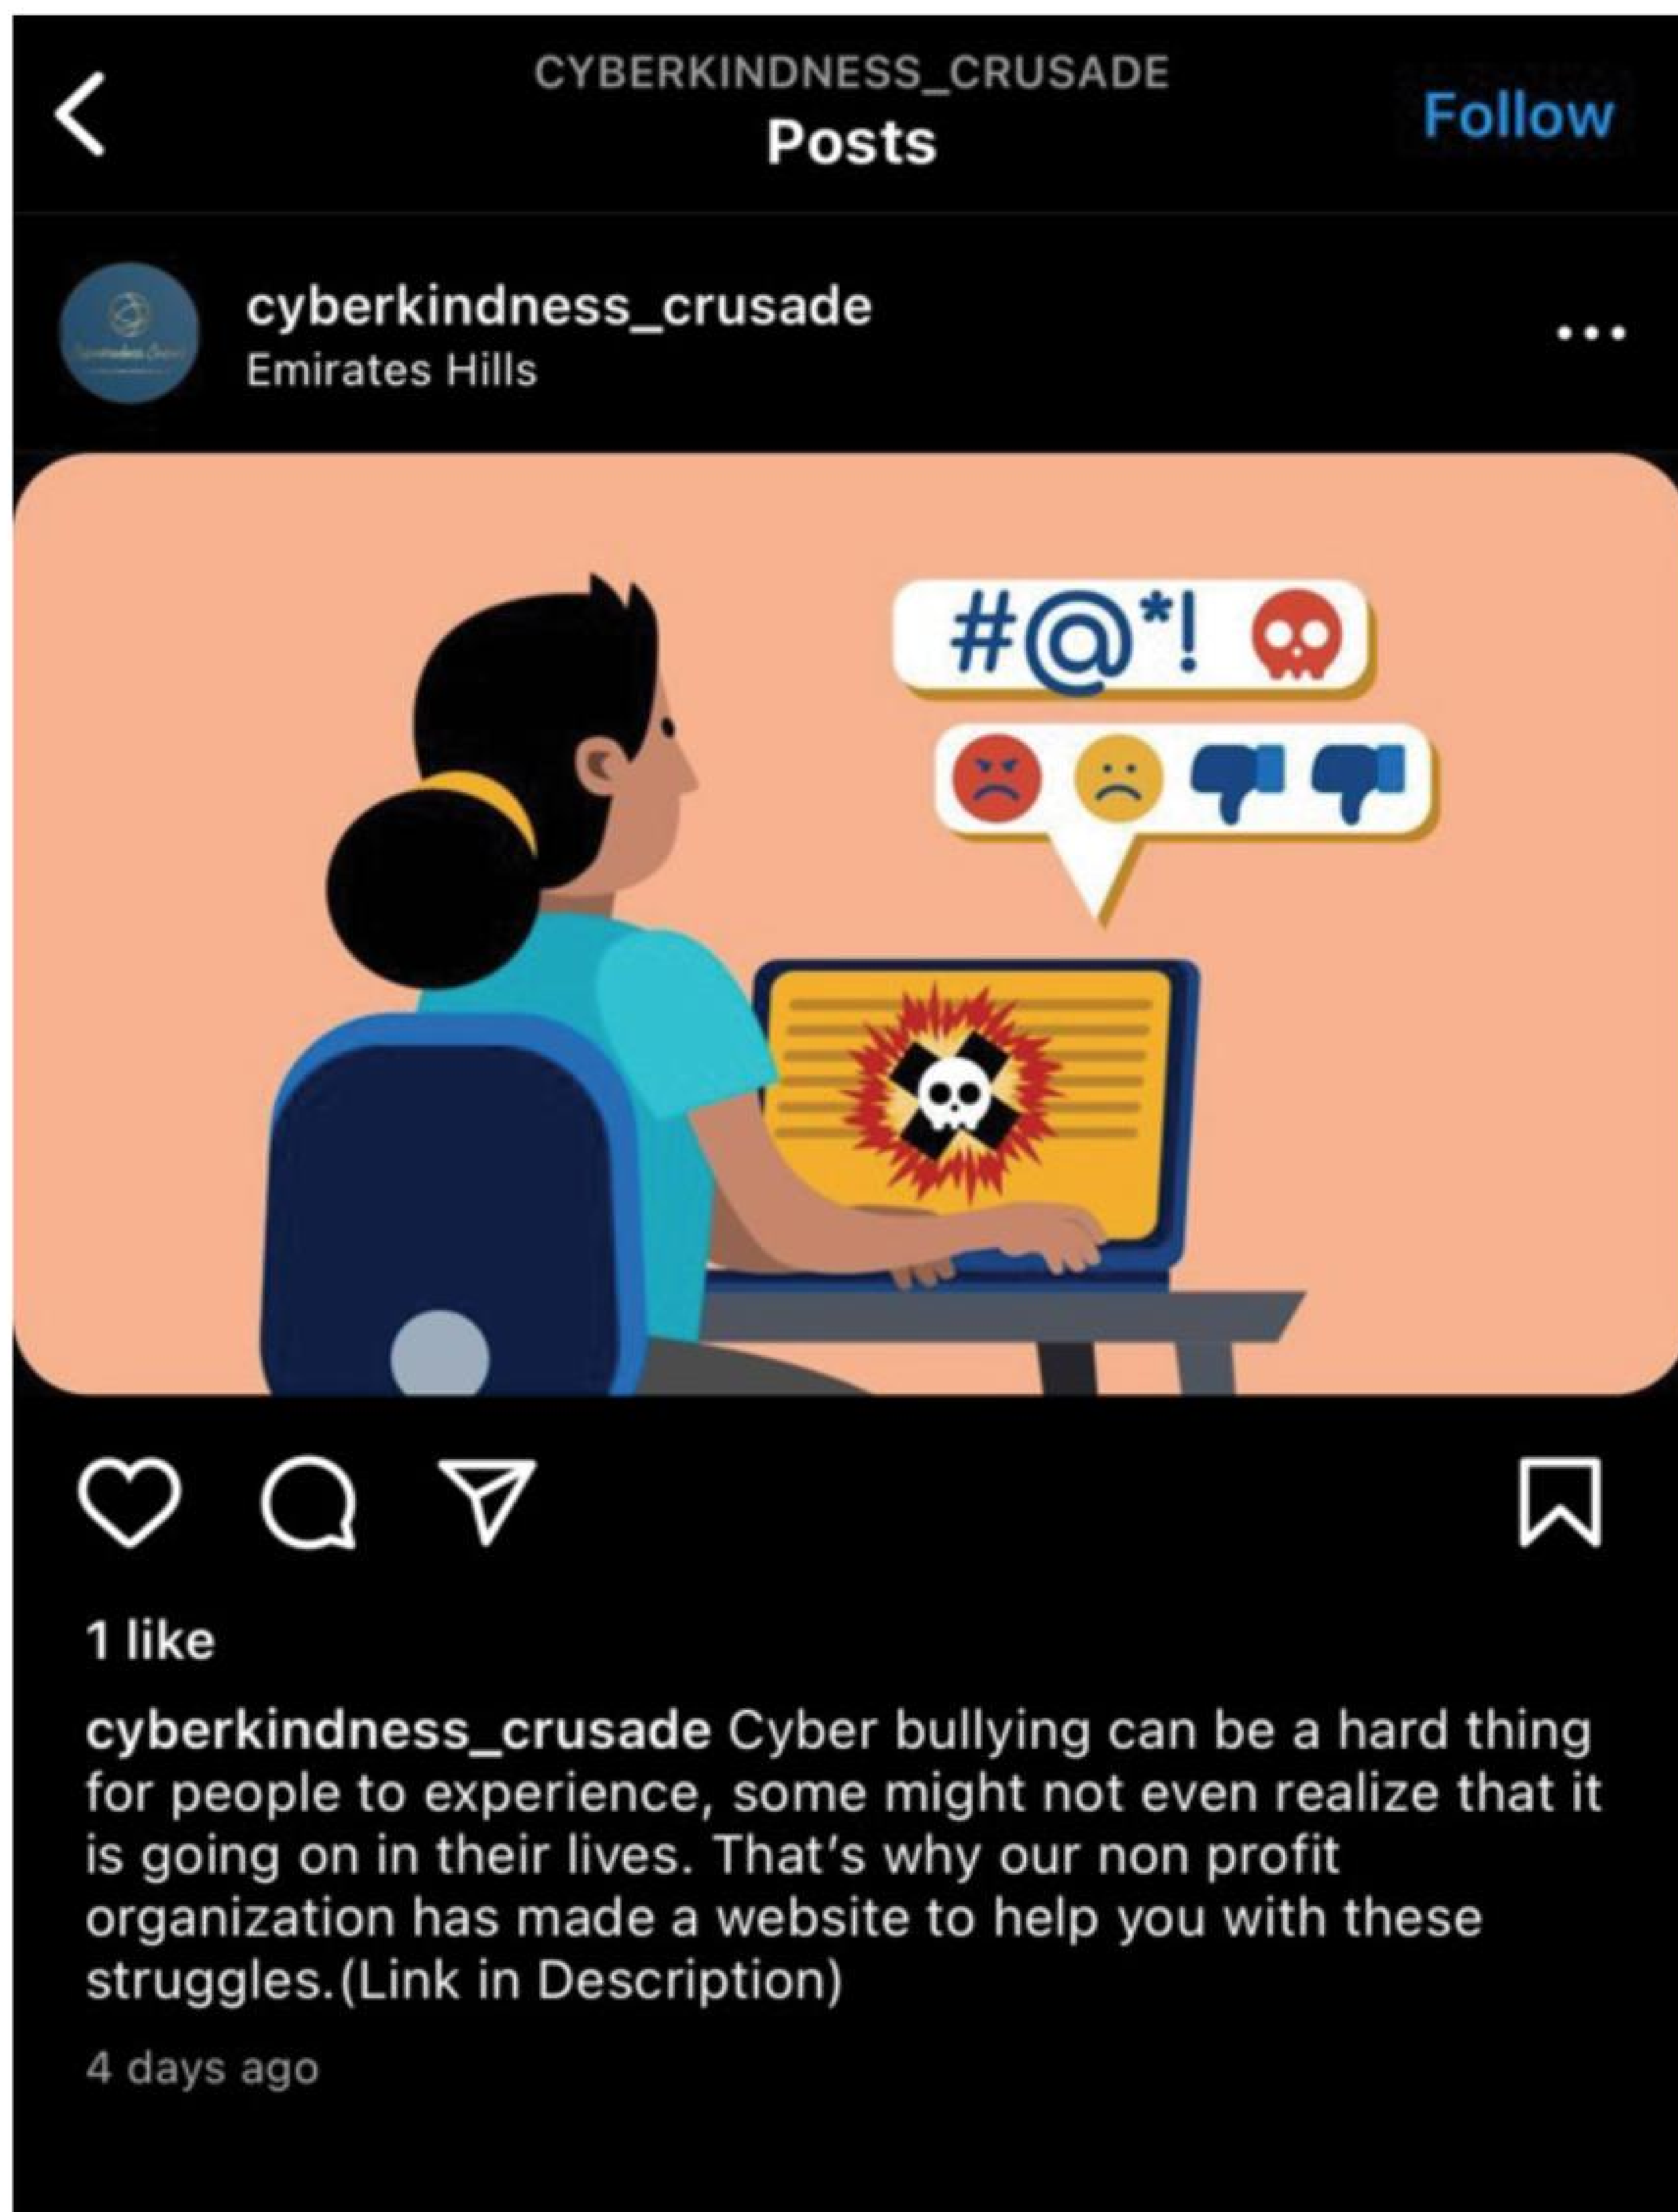 CYBERKINDNESS_CRUSADE
Posts
Follow
cyberkindness_crusade
Emirates Hills
#@*!
1 like
cyberkindness_crusade Cyber bullying can be a hard thing
for people to experience, some might not even realize that it
is going on in their lives. That's why our non profit
organization has made a website to help you with these
struggles.(Link in Description)
4 days ago